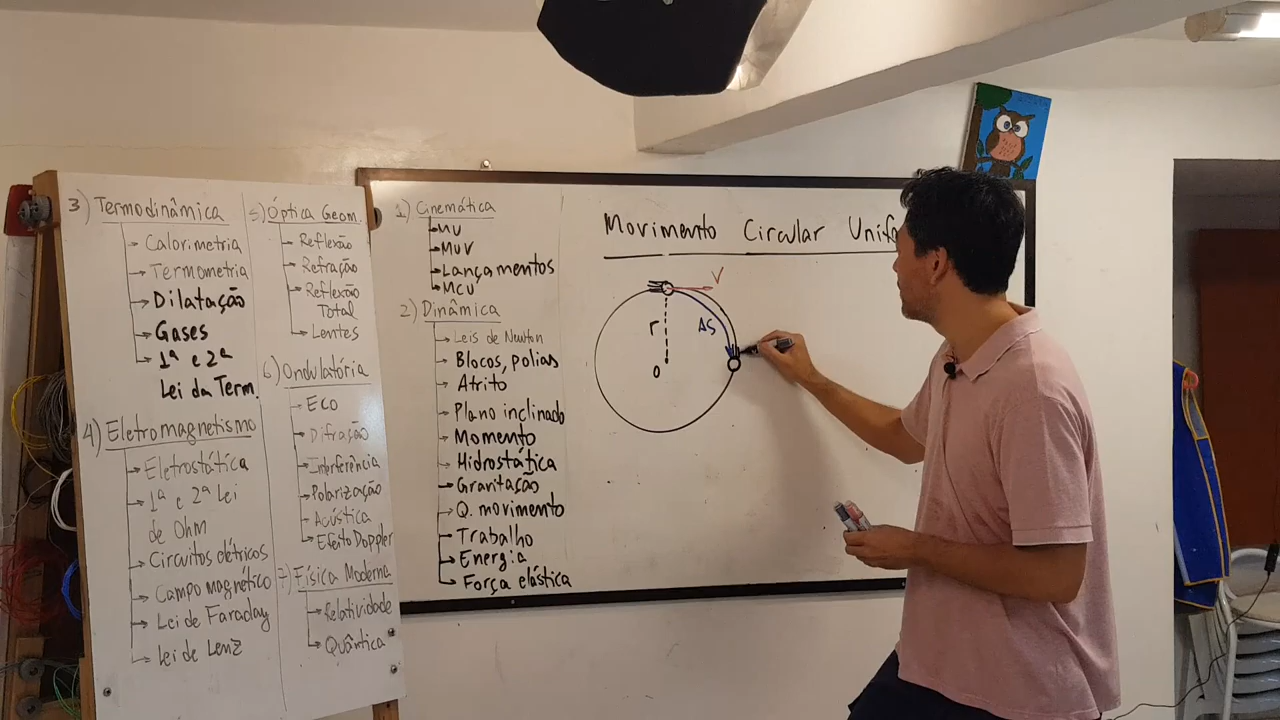 3) Termodinâmica
Calorimetria
Termometria
Dilatação
Gases
1ª e 2ª
Lei da Term.
4) Eletromagnetismo
Eletrostática
1ª e 2ª Lei
de Ohm
Circuitos elétricos
Campo magnético
Lei de Faraday
Lei de Lenz
5) Óptica Geom.
Reflexão
Refração
Reflexão
Total
Lentes
6) Ondulatória
Eco
Difração
Interferência
Polarização
Acústica
Efeito Doppler
7) Física Moderna
Relatividade
Quântica
1) Cinemática
MU
MUV
Lançamentos
MCU
2) Dinâmica
Leis de Newton
Blocos, polias
Atrito
Plano inclinado
Momento
Hidrostática
Gravitação
Q. movimento
Trabalho
Energia
Força elástica
Movimento Circular Unifo
V
r
ΔS
O